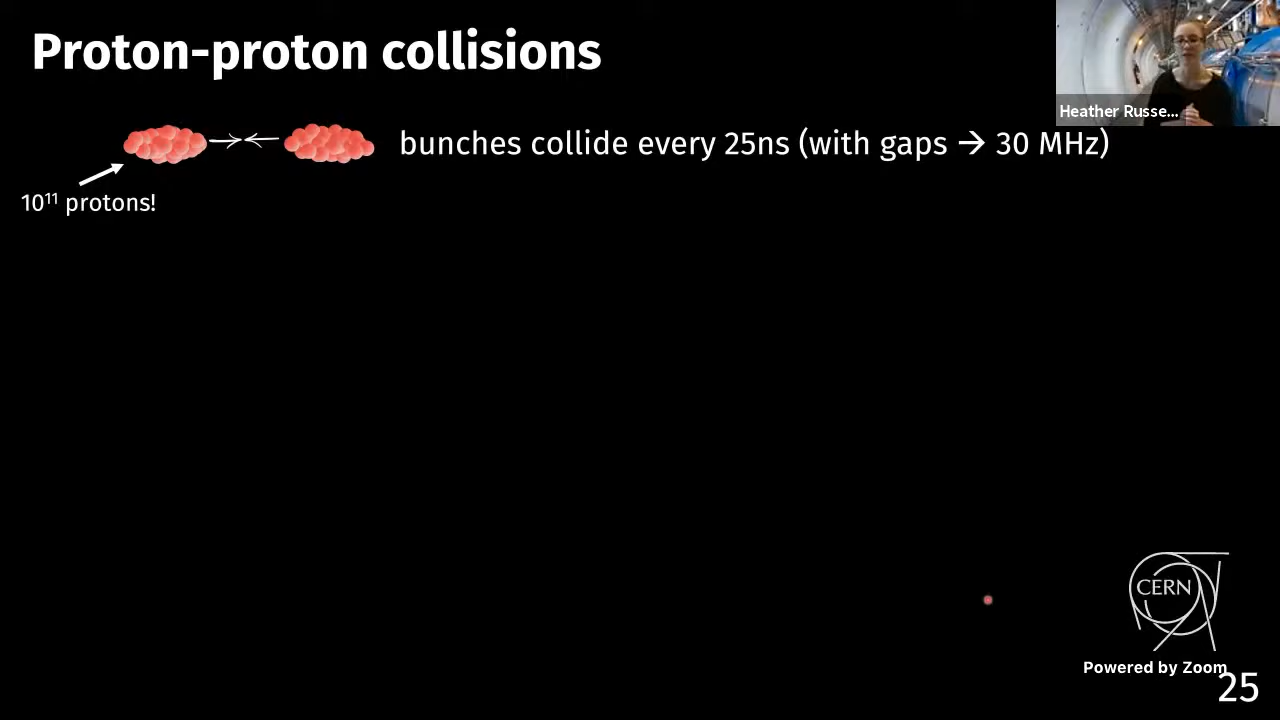 Proton-proton collisions
Heather Russe...
bunches collide every 25ns (with gaps → 30 MHz)
10¹¹ protons!
CERN
Powered by Zoom
25